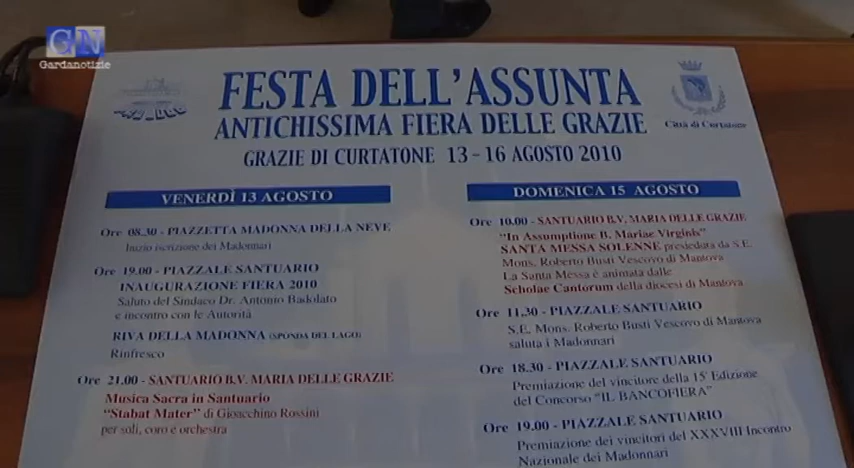 GN
Gardanotizie
FESTA DELL'ASSUNTA
ANTICHISSIMA FIERA DELLE GRAZIE
GRAZIE DI CURTATONE 13 - 16 AGOSTO 2010
Città di Curtatone
VENERDÌ 13 AGOSTO
Ore 08.30 - PIAZZETTA MADONNA DELLA NEVE
Inizio iscrizione dei Madonnari
Ore 19.00 - PIAZZALE SANTUARIO
INAUGURAZIONE FIERA 2010
Saluto del Sindaco Dr. Antonio Badolato
e incontro con le Autorità
RIVA DELLA MADONNA (SPONDA DEL LAGO)
Rinfresco
Ore 21.00 - SANTUARIO B.V. MARIA DELLE GRAZIE
Musica Sacra in Santuario
"Stabat Mater" di Gioacchino Rossini
per soli, coro e orchestra
DOMENICA 15 AGOSTO
Ore 10.00 - SANTUARIO B.V. MARIA DELLE GRAZIE
"In Assumptione B. Mariae Virginis"
SANTA MESSA SOLENNE presieduta da S.E.
Mons. Roberto Busti Vescovo di Mantova
La Santa Messa è animata dalle
Scholae Cantorum della diocesi di Mantova
Ore 11.30 - PIAZZALE SANTUARIO
S.E. Mons. Roberto Busti Vescovo di Mantova
saluta i Madonnari
Ore 18.30 - PIAZZALE SANTUARIO
Premiazione del vincitore della 15ª Edizione
del Concorso "IL BANCOFIERA"
Ore 19.00 - PIAZZALE SANTUARIO
Premiazione dei vincitori del XXXVIII Incontro
Nazionale dei Madonnari